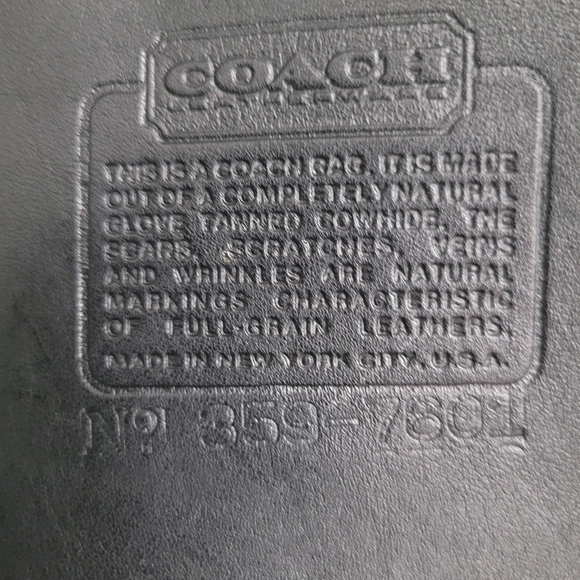 COACH
LEATHERWARE
THIS IS A COACH BAG. IT IS MADE
OUT OF A COMPLETELY NATURAL
GLOVE TANNED COWHIDE. THE
SCARS, SCRATCHES, VEINS
AND WRINKLES ARE NATURAL
MARKINGS CHARACTERISTIC
OF FULL-GRAIN LEATHERS.
MADE IN NEW YORK CITY, U.S.A.
Nº 359-7601